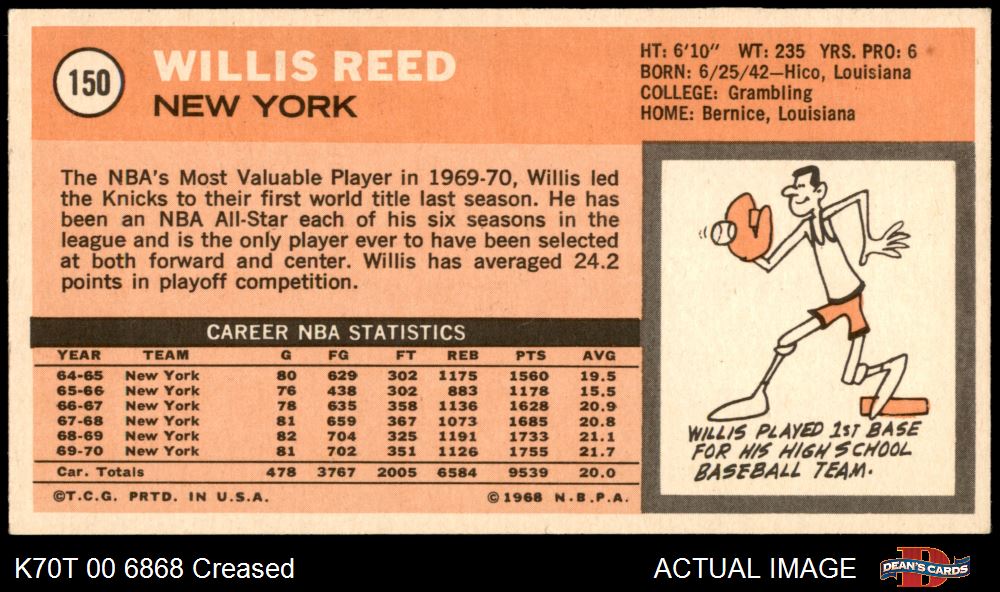 150
WILLIS REED
NEW YORK
HT: 6'10" WT: 235 YRS. PRO: 6
BORN: 6/25/42—Hico, Louisiana
COLLEGE: Grambling
HOME: Bernice, Louisiana
The NBA's Most Valuable Player in 1969-70, Willis led
the Knicks to their first world title last season. He has
been an NBA All-Star each of his six seasons in the
league and is the only player ever to have been selected
at both forward and center. Willis has averaged 24.2
points in playoff competition.
CAREER NBA STATISTICS
YEAR TEAM G FG FT REB PTS AVG
64-65 New York 80 629 302 1175 1560 19.5
65-66 New York 76 438 302 883 1178 15.5
66-67 New York 78 635 358 1136 1628 20.9
67-68 New York 81 659 367 1073 1685 20.8
68-69 New York 82 704 325 1191 1733 21.1
69-70 New York 81 702 351 1126 1755 21.7
Car. Totals 478 3767 2005 6584 9539 20.0
©T.C.G. PRTD. IN U.S.A. ©1968 N.B.P.A.
WILLIS PLAYED 1ST BASE
FOR HIS HIGH SCHOOL
BASEBALL TEAM.
K70T 00 6868 Creased
ACTUAL IMAGE
D
DEAN'S CARDS